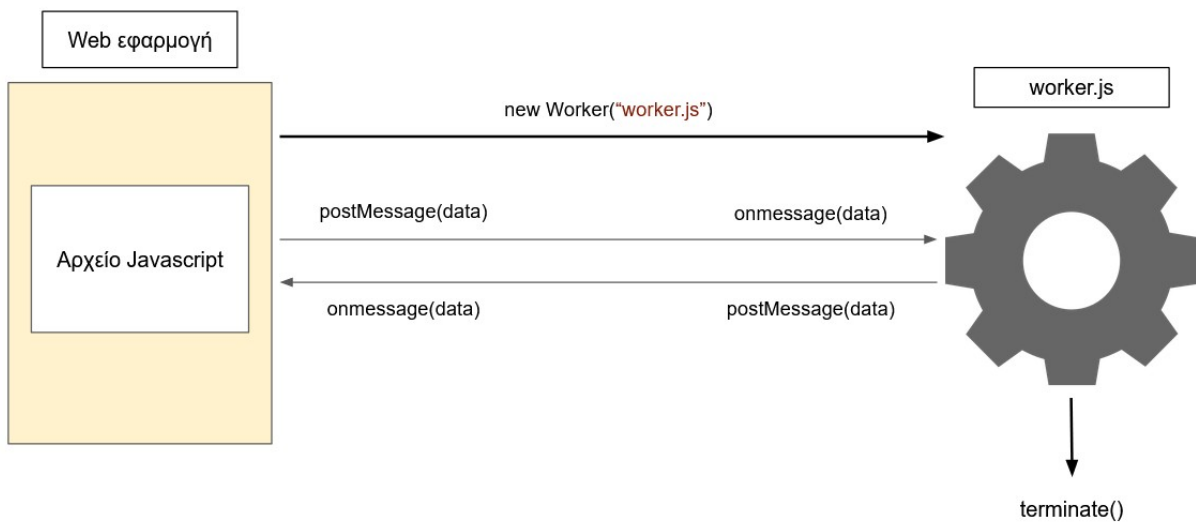 Web εφαρμογή
worker.js
new Worker(“worker.js”)
postMessage(data)
onmessage(data)
Αρχείο Javascript
onmessage(data)
postMessage(data)
terminate()